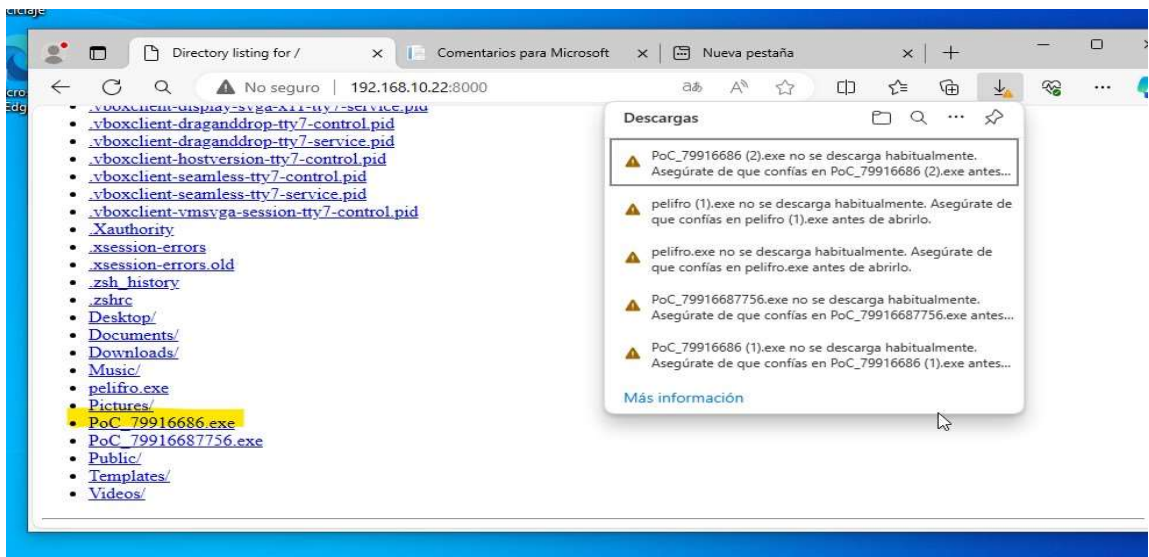 Directory listing for /
Comentarios para Microsoft
Nueva pestaña
No seguro | 192.168.10.22:8000
.vboxclient-display-svga-x11-tty7-service.pid
.vboxclient-draganddrop-tty7-control.pid
.vboxclient-draganddrop-tty7-service.pid
.vboxclient-hostversion-tty7-control.pid
.vboxclient-seamless-tty7-control.pid
.vboxclient-seamless-tty7-service.pid
.vboxclient-vmsvga-session-tty7-control.pid
.Xauthority
.xsession-errors
.xsession-errors.old
.zsh_history
.zshrc
Desktop/
Documents/
Downloads/
Music/
pelifro.exe
Pictures/
PoC_79916686.exe
PoC_79916687756.exe
Public/
Templates/
Videos/
Descargas
PoC_79916686 (2).exe no se descarga habitualmente.
Asegúrate de que confías en PoC_79916686 (2).exe antes...
pelifro (1).exe no se descarga habitualmente. Asegúrate de
que confías en pelifro (1).exe antes de abrirlo.
pelifro.exe no se descarga habitualmente. Asegúrate de
que confías en pelifro.exe antes de abrirlo.
PoC_79916687756.exe no se descarga habitualmente.
Asegúrate de que confías en PoC_79916687756.exe antes...
PoC_79916686 (1).exe no se descarga habitualmente.
Asegúrate de que confías en PoC_79916686 (1).exe antes...
Más información